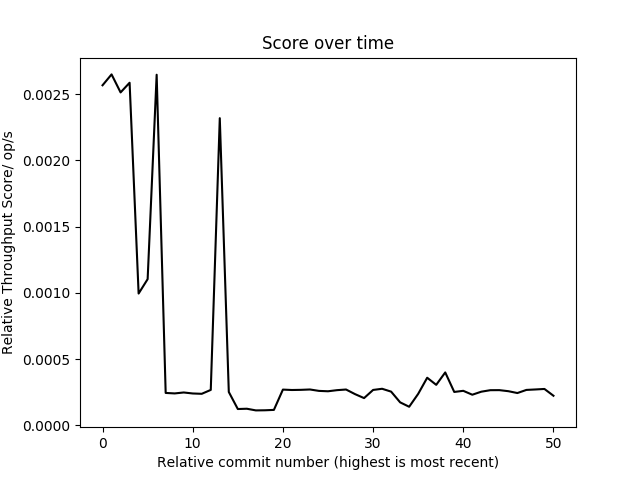 Score over time
Relative Throughput Score/ op/s
0.0025
0.0020
0.0015
0.0010
0.0005
0.0000
0 10 20 30 40 50
Relative commit number (highest is most recent)